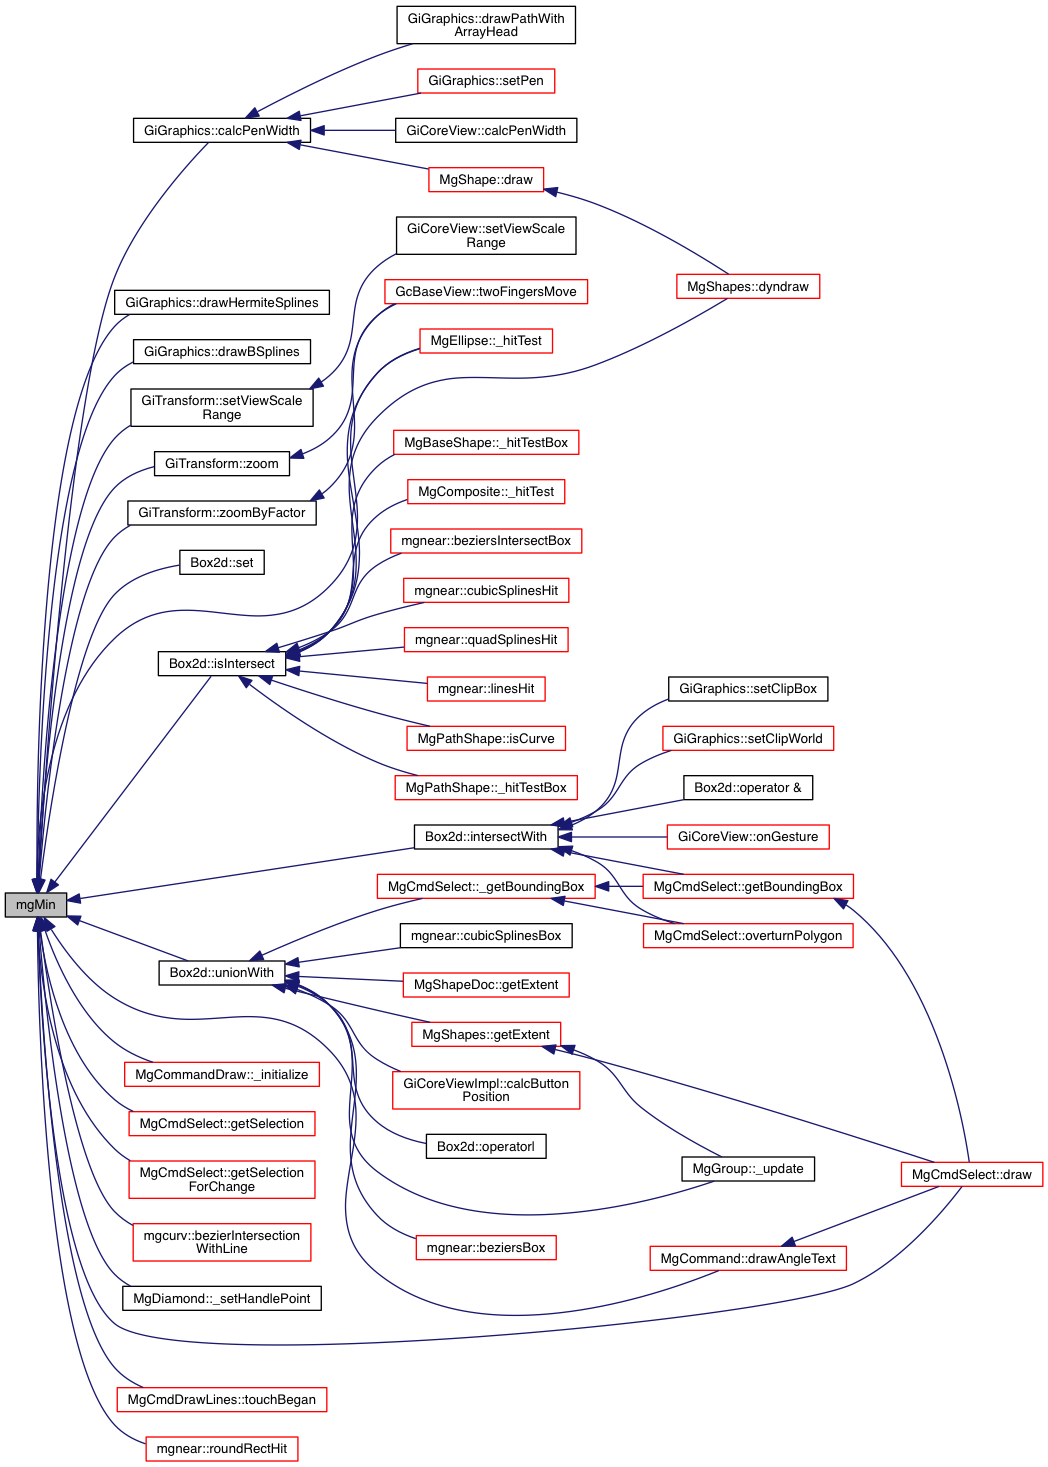 GiGraphics::drawPathWith
ArrayHead
GiGraphics::setPen
GiGraphics::calcPenWidth
GiCoreView::calcPenWidth
MgShape::draw
GiCoreView::setViewScale
Range
MgShapes::dyndraw
GcBaseView::twoFingersMove
GiGraphics::drawHermiteSplines
MgEllipse::_hitTest
GiGraphics::drawBSplines
GiTransform::setViewScale
Range
MgBaseShape::_hitTestBox
GiTransform::zoom
MgComposite::_hitTest
GiTransform::zoomByFactor
mgnear::beziersIntersectBox
Box2d::set
mgnear::cubicSplinesHit
mgnear::quadSplinesHit
Box2d::isIntersect
mgnear::linesHit
GiGraphics::setClipBox
MgPathShape::isCurve
GiGraphics::setClipWorld
MgPathShape::_hitTestBox
Box2d::operator &
Box2d::intersectWith
GiCoreView::onGesture
MgCmdSelect::_getBoundingBox
MgCmdSelect::getBoundingBox
mgMin
mgnear::cubicSplinesBox
MgCmdSelect::overturnPolygon
Box2d::unionWith
MgShapeDoc::getExtent
MgShapes::getExtent
MgCommandDraw::_initialize
GiCoreViewImpl::calcButton
Position
MgCmdSelect::getSelection
Box2d::operator|
MgCmdSelect::getSelection
ForChange
MgGroup::_update
MgCmdSelect::draw
mgcurv::bezierIntersection
WithLine
mgnear::beziersBox
MgCommand::drawAngleText
MgDiamond::_setHandlePoint
MgCmdDrawLines::touchBegan
mgnear::roundRectHit